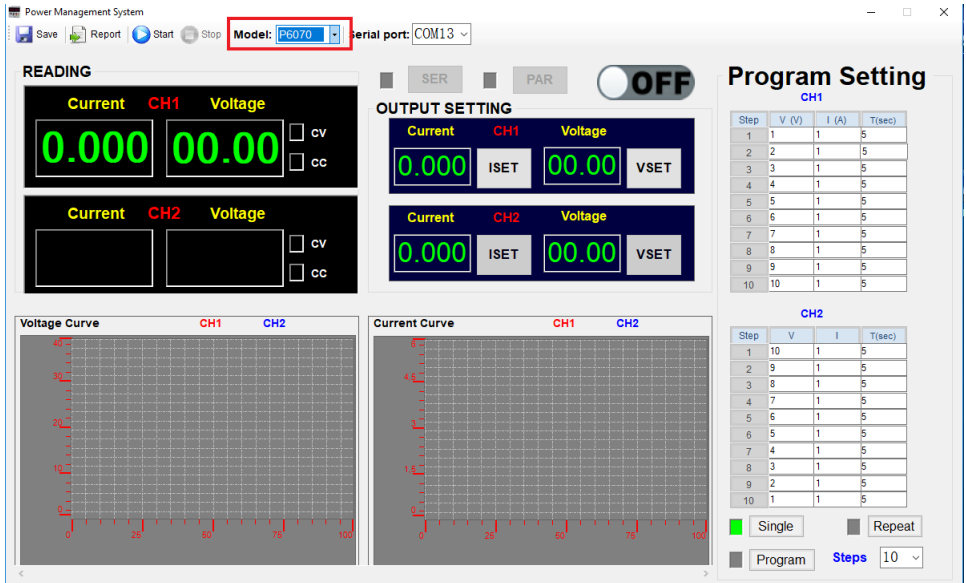 Power Management System
Save Report Start Stop Model: P6070 Serial port: COM13
READING
Current CH1 Voltage
0.000 00.00
CV
CC
Current CH2 Voltage
CV
CC
SER PAR OFF
OUTPUT SETTING
Current CH1 Voltage
0.000 ISET 00.00 VSET
Current CH2 Voltage
0.000 ISET 00.00 VSET
Voltage Curve CH1 CH2
40
30
20
10
0
0 25 50 75 100
Current Curve CH1 CH2
6
4.5
3
1.5
0
0 25 50 75 100
Program Setting
CH1
Step V (V) I (A) T(sec)
1 1 1 5
2 2 1 5
3 3 1 5
4 4 1 5
5 5 1 5
6 6 1 5
7 7 1 5
8 8 1 5
9 9 1 5
10 10 1 5
CH2
Step V I T(sec)
1 10 1 5
2 9 1 5
3 8 1 5
4 7 1 5
5 6 1 5
6 5 1 5
7 4 1 5
8 3 1 5
9 2 1 5
10 1 1 5
Single Repeat
Program Steps 10